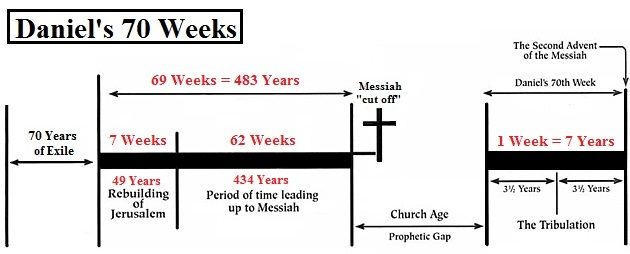 Daniel's 70 Weeks
The Second Advent
of the Messiah
69 Weeks = 483 Years
Messiah
"cut off"
Daniel's 70th Week
70 Years
of Exile
7 Weeks
62 Weeks
1 Week = 7 Years
49 Years
Rebuilding
of
Jerusalem
434 Years
Period of time leading
up to Messiah
3½ Years
3½ Years
Church Age
Prophetic Gap
The Tribulation